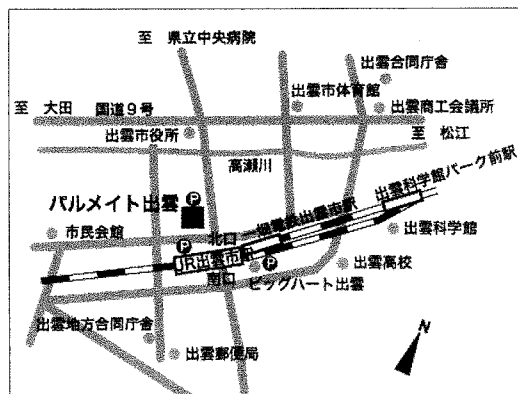 至 県立中央病院
出雲合同庁舎
出雲市体育館
至 大田 国道9号
出雲商工会議所
出雲市役所
至 松江
高瀬川
出雲科学館パーク前駅
パルメイト出雲
P
市民会館
北口
一畑電鉄出雲市駅
出雲科学館
P
JR出雲市駅
P
出雲高校
南口
ビッグハート出雲
出雲地方合同庁舎
出雲郵便局
N